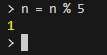 > n = n % 5
1
>